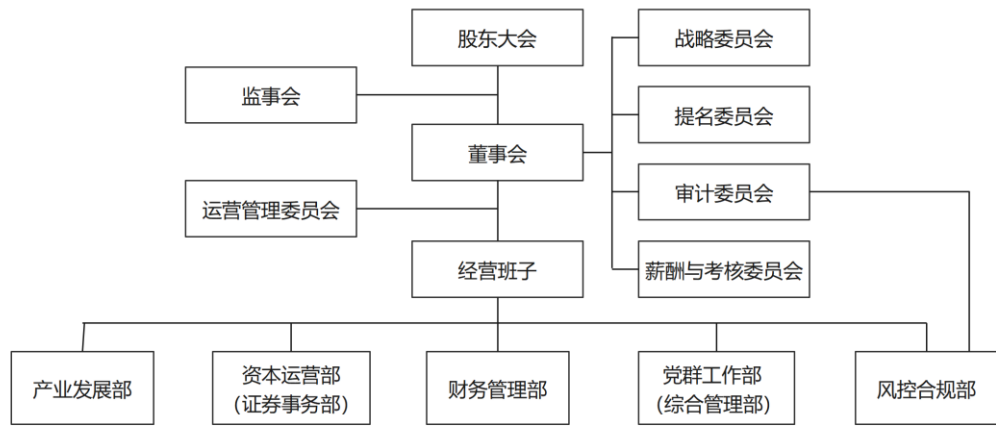 股东大会
战略委员会
监事会
提名委员会
董事会
审计委员会
运营管理委员会
经营班子
薪酬与考核委员会
产业发展部
资本运营部
（证券事务部）
财务管理部
党群工作部
（综合管理部）
风控合规部